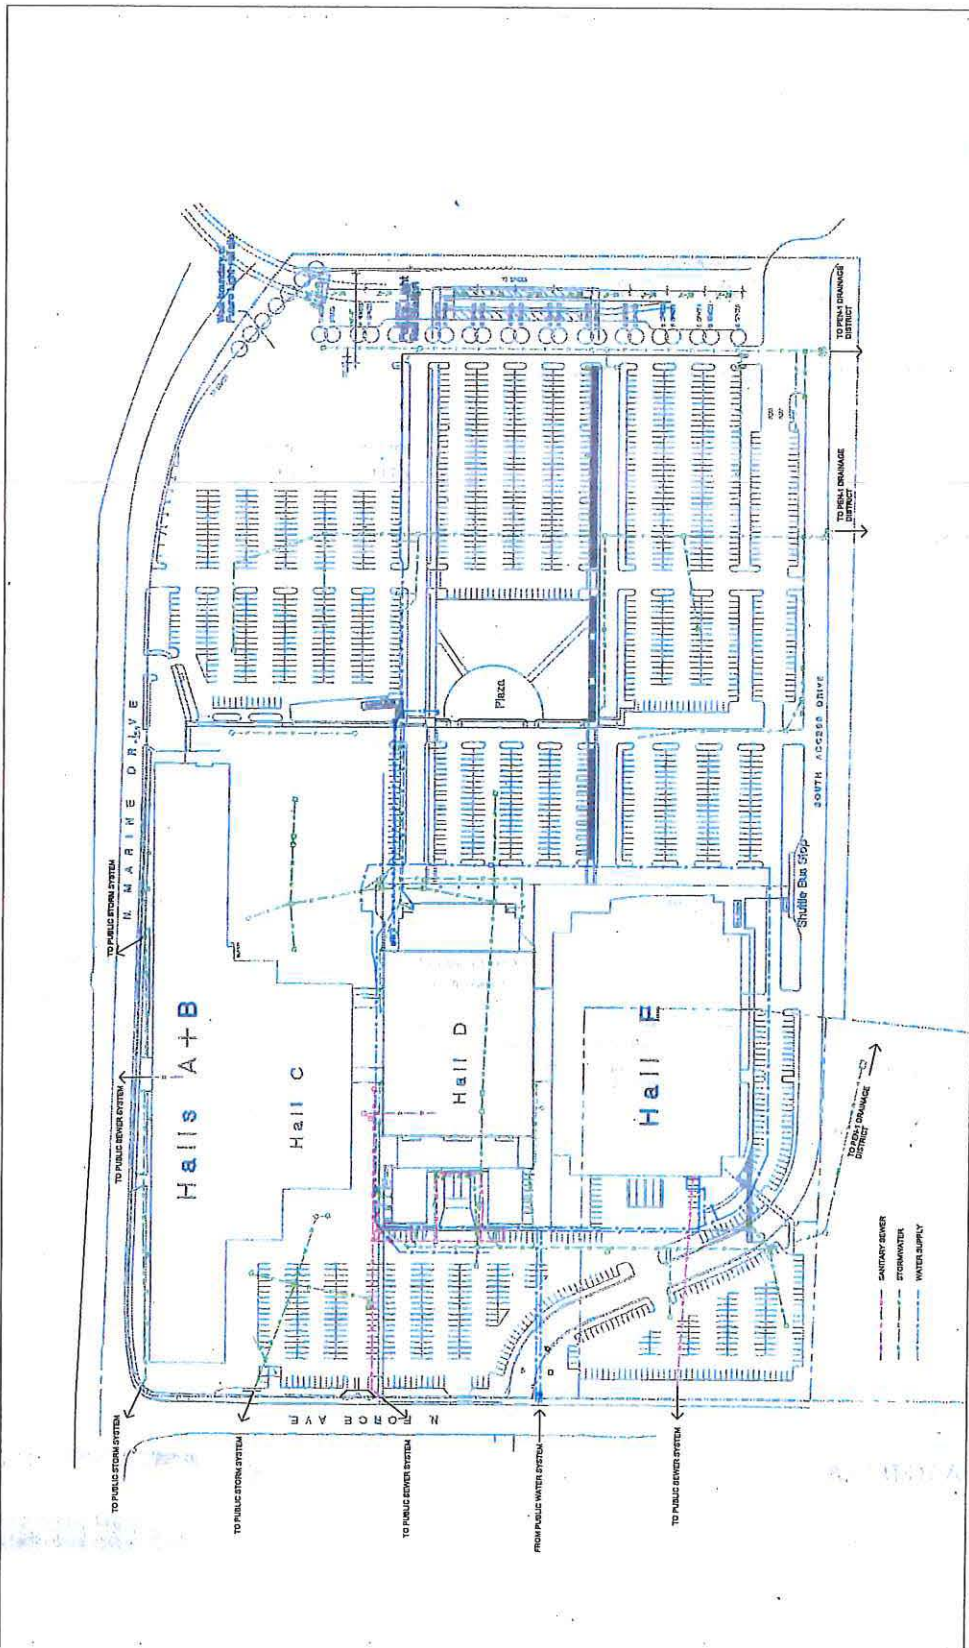 N. MARINE DRIVE
TO PUBLIC STORM SYSTEM
TO PUBLIC SEWER SYSTEM
TO PUBLIC STORM SYSTEM
TO PUBLIC STORM SYSTEM
TO PUBLIC SEWER SYSTEM
FROM PUBLIC WATER SYSTEM
TO PUBLIC SEWER SYSTEM
N. FORCE AVE.
Halls A+B
Hall C
Hall D
Hall E
Plaza
Shuttle Bus Stop
SOUTH ACCESS DRIVE
TO PEN-1 DRAINAGE
DISTRICT
TO PEN-1 DRAINAGE
DISTRICT
TO PEN-1 DRAINAGE
DISTRICT
SANITARY SEWER
STORMWATER
WATER SUPPLY